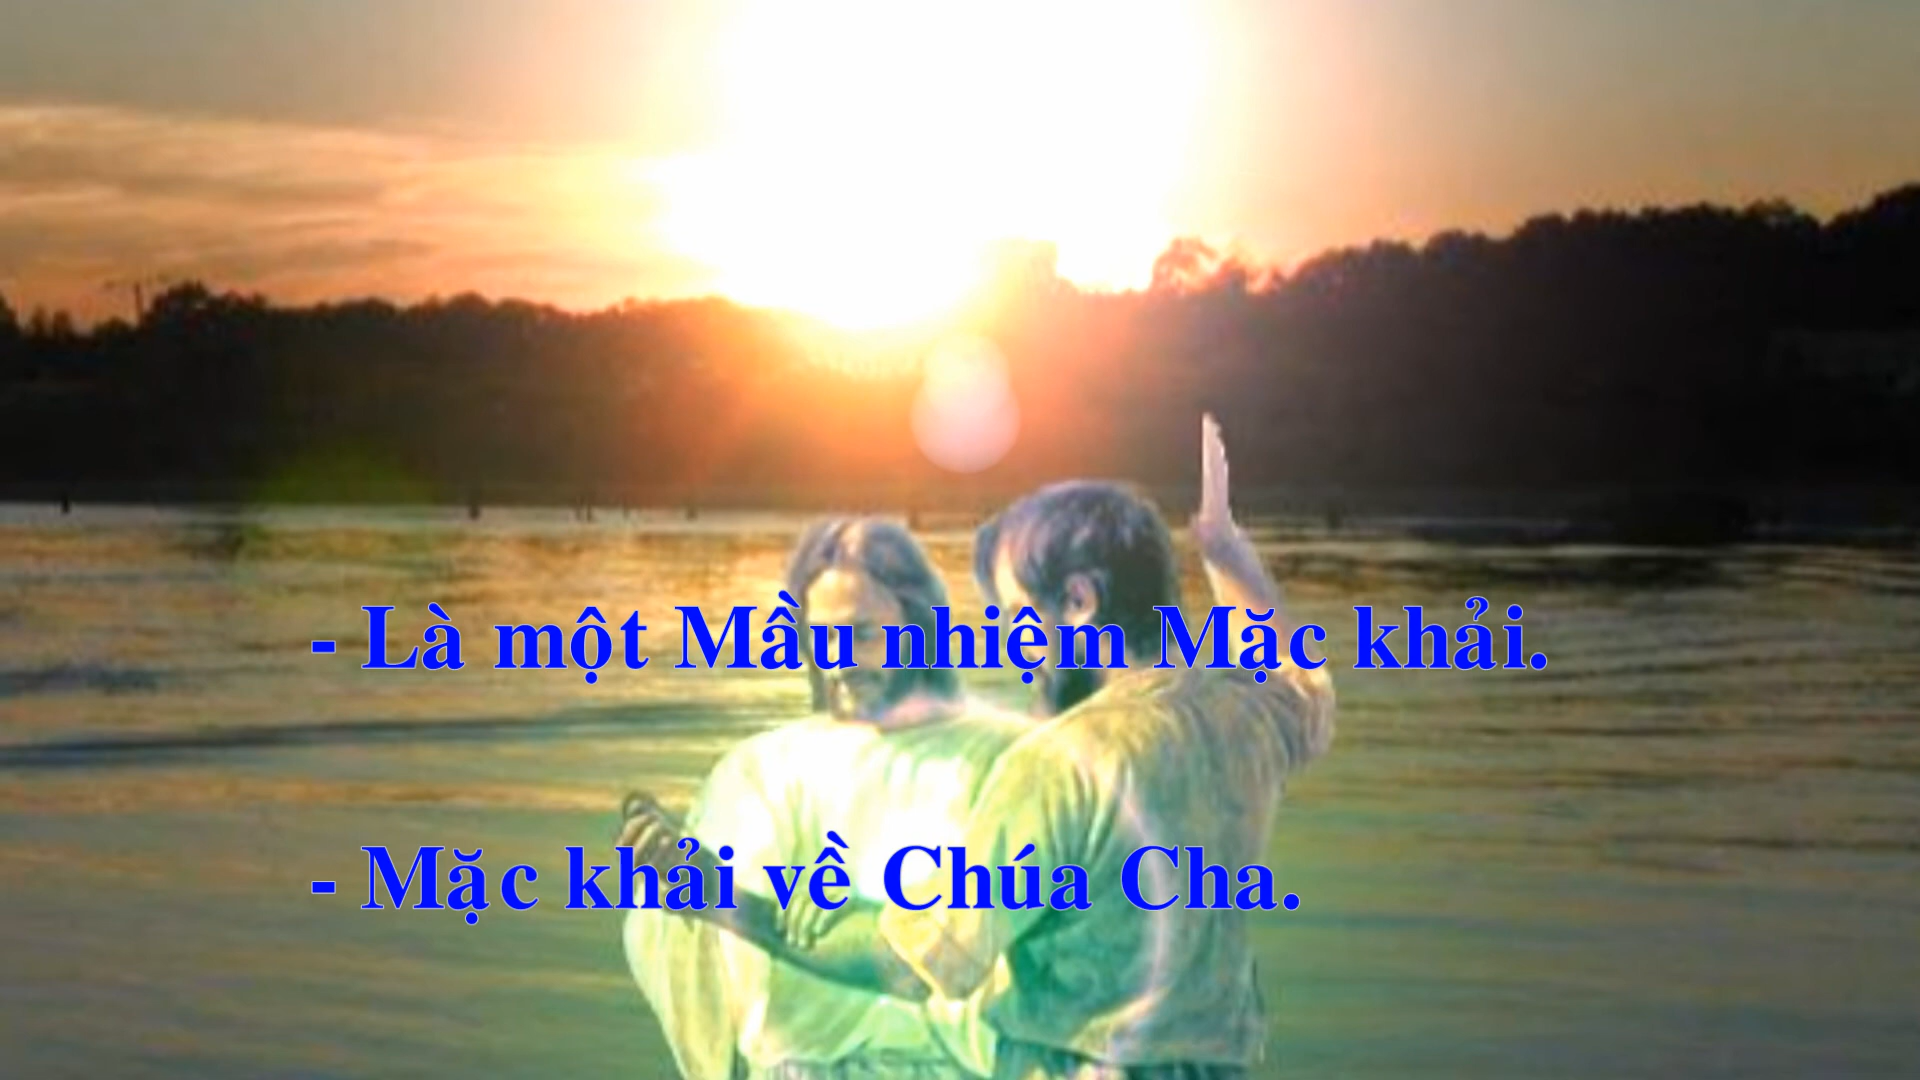 - Là một Mầu nhiệm Mặc khải.
- Mặc khải về Chúa Cha.